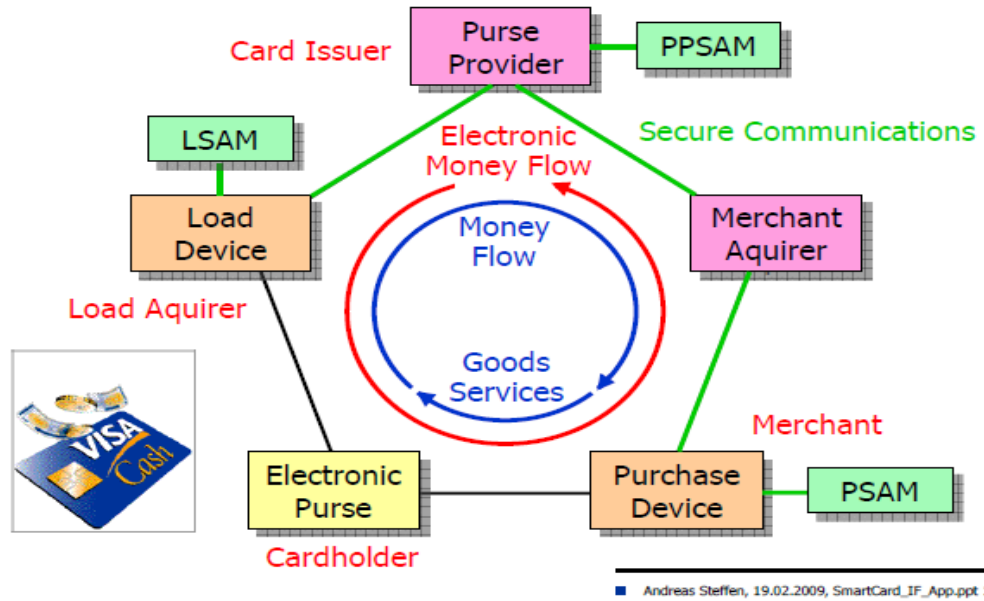 Card Issuer
Purse
Provider
PPSAM
LSAM
Electronic
Money Flow
Secure Communications
Load
Device
Money
Flow
Merchant
Aquirer
Load Aquirer
Goods
Services
VISA
Cash
Merchant
Electronic
Purse
Purchase
Device
PSAM
Cardholder
Andreas Steffen, 19.02.2009, SmartCard_IF_App.ppt